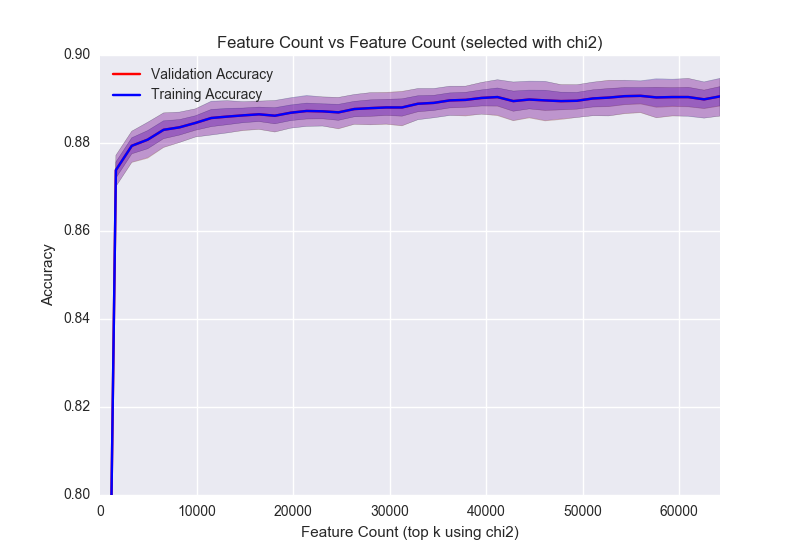 Feature Count vs Feature Count (selected with chi2)
0.90
Validation Accuracy
Training Accuracy
0.88
0.86
Accuracy
0.84
0.82
0.80
0 10000 20000 30000 40000 50000 60000
Feature Count (top k using chi2)